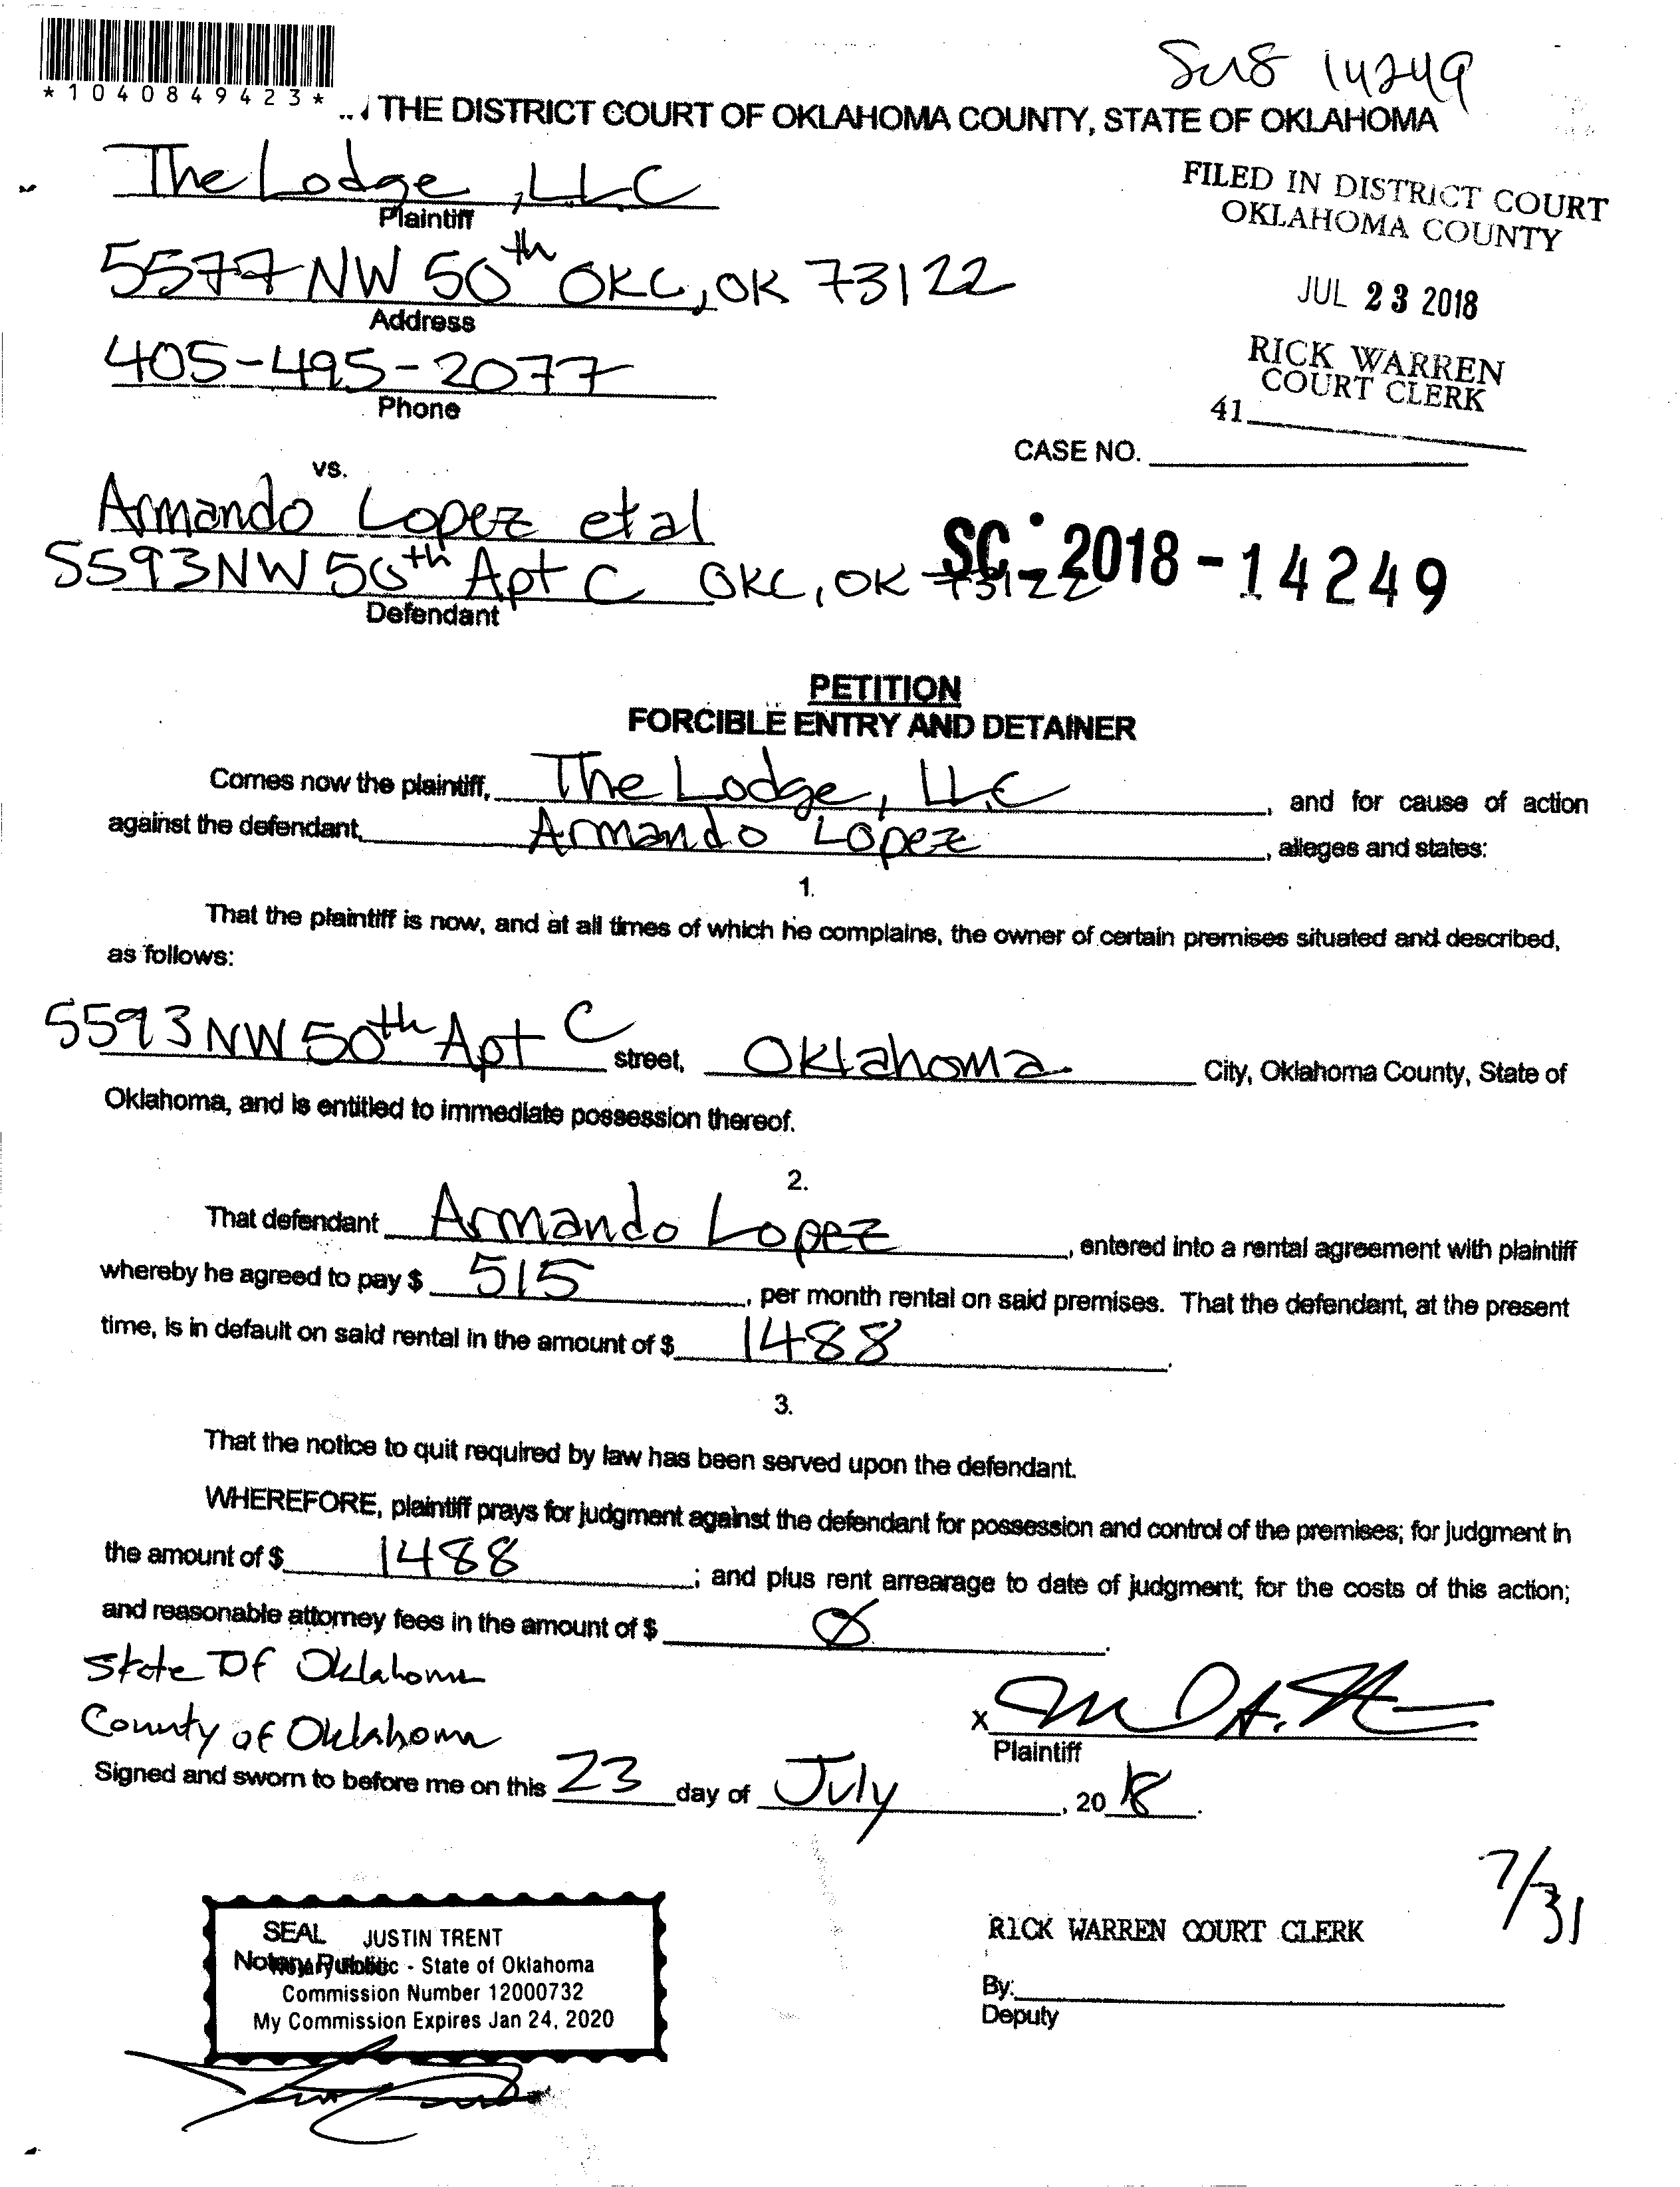 *1040849423*
14249
THE DISTRICT COURT OF OKLAHOMA COUNTY, STATE OF OKLAHOMA
The Lodge, LLC
Plaintiff
FILED IN DISTRICT COURT
OKLAHOMA COUNTY
5577 NW 50th OKC, OK 73122
Address
JUL 23 2018
405-495-2077
Phone
RICK WARREN
COURT CLERK
41
CASE NO.
vs.
Armando Lopez et al
5593 NW 50th Apt C OKC, OK 73122
Defendant
SC-2018-14249
PETITION
FORCIBLE ENTRY AND DETAINER
Comes now the plaintiff, The Lodge, LLC, and for cause of action
against the defendant, Armando Lopez, alleges and states:
1.
That the plaintiff is now, and at all times of which he complains, the owner of certain premises situated and described,
as follows:
5593 NW 50th Apt C street, Oklahoma City, Oklahoma County, State of
Oklahoma, and is entitled to immediate possession thereof.
2.
That defendant Armando Lopez, entered into a rental agreement with plaintiff
whereby he agreed to pay $ 515, per month rental on said premises. That the defendant, at the present
time, is in default on said rental in the amount of $ 1488.
3.
That the notice to quit required by law has been served upon the defendant.
WHEREFORE, plaintiff prays for judgment against the defendant for possession and control of the premises; for judgment in
the amount of $ 1488; and plus rent arrearage to date of judgment; for the costs of this action;
and reasonable attorney fees in the amount of $ Ø.
State Of Oklahoma
County of Oklahoma
X
Plaintiff
Signed and sworn to before me on this 23 day of July, 2018.
7/31
SEAL JUSTIN TRENT
Notary Public - State of Oklahoma
Commission Number 12000732
My Commission Expires Jan 24, 2020
RICK WARREN COURT CLERK
By:
Deputy